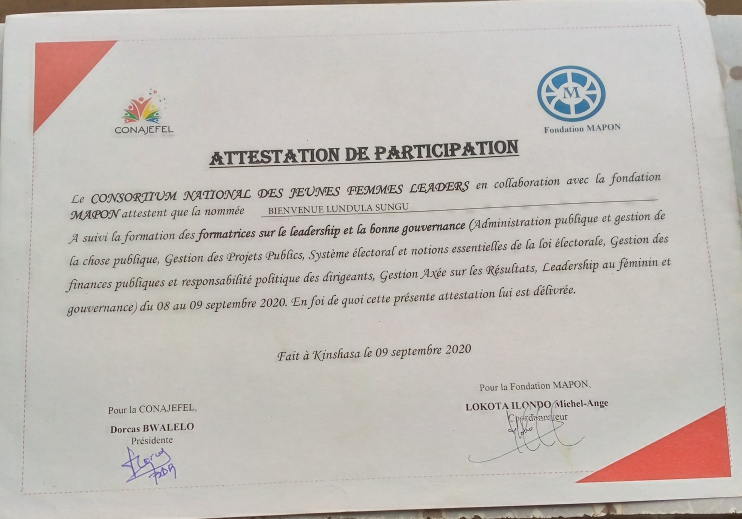 CONAJEFEL
M
Fondation MAPON
ATTESTATION DE PARTICIPATION
Le CONSORTIUM NATIONAL DES JEUNES FEMMES LEADERS en collaboration avec la fondation
MAPON attestent que la nommée BIENVENUE LUNDULA SUNGU
A suivi la formation des formatrices sur le leadership et la bonne gouvernance (Administration publique et gestion de
la chose publique, Gestion des Projets Publics, Système électoral et notions essentielles de la loi électorale, Gestion des
finances publiques et responsabilité politique des dirigeants, Gestion Axée sur les Résultats, Leadership au féminin et
gouvernance) du 08 au 09 septembre 2020. En foi de quoi cette présente attestation lui est délivrée.
Fait à Kinshasa le 09 septembre 2020
Pour la CONAJEFEL,
Dorcas BWALELO
Présidente
Pour la Fondation MAPON,
LOKOTA ILONDO Michel-Ange
Coordonnateur